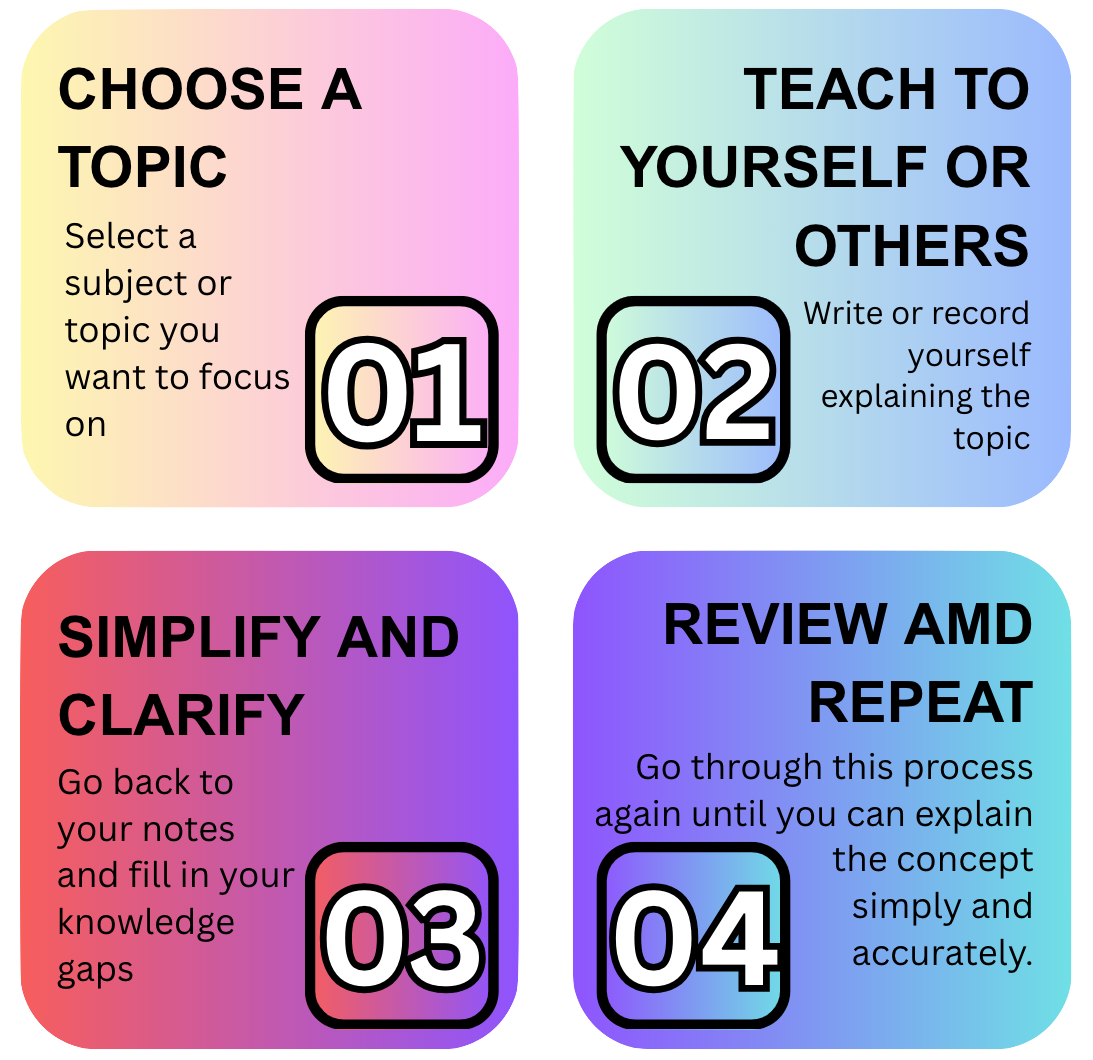 CHOOSE A
TOPIC
Select a
subject or
topic you
want to focus
on
01
TEACH TO
YOURSELF OR
OTHERS
Write or record
yourself
explaining the
topic
02
SIMPLIFY AND
CLARIFY
Go back to
your notes
and fill in your
knowledge
gaps
03
REVIEW AMD
REPEAT
Go through this process
again until you can explain
the concept
simply and
accurately.
04